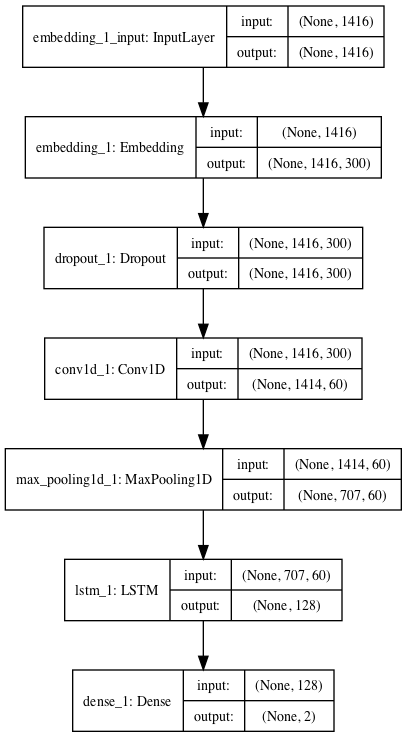 embedding_1_input: InputLayer
input: (None, 1416)
output: (None, 1416)
embedding_1: Embedding
input: (None, 1416)
output: (None, 1416, 300)
dropout_1: Dropout
input: (None, 1416, 300)
output: (None, 1416, 300)
conv1d_1: Conv1D
input: (None, 1416, 300)
output: (None, 1414, 60)
max_pooling1d_1: MaxPooling1D
input: (None, 1414, 60)
output: (None, 707, 60)
lstm_1: LSTM
input: (None, 707, 60)
output: (None, 128)
dense_1: Dense
input: (None, 128)
output: (None, 2)